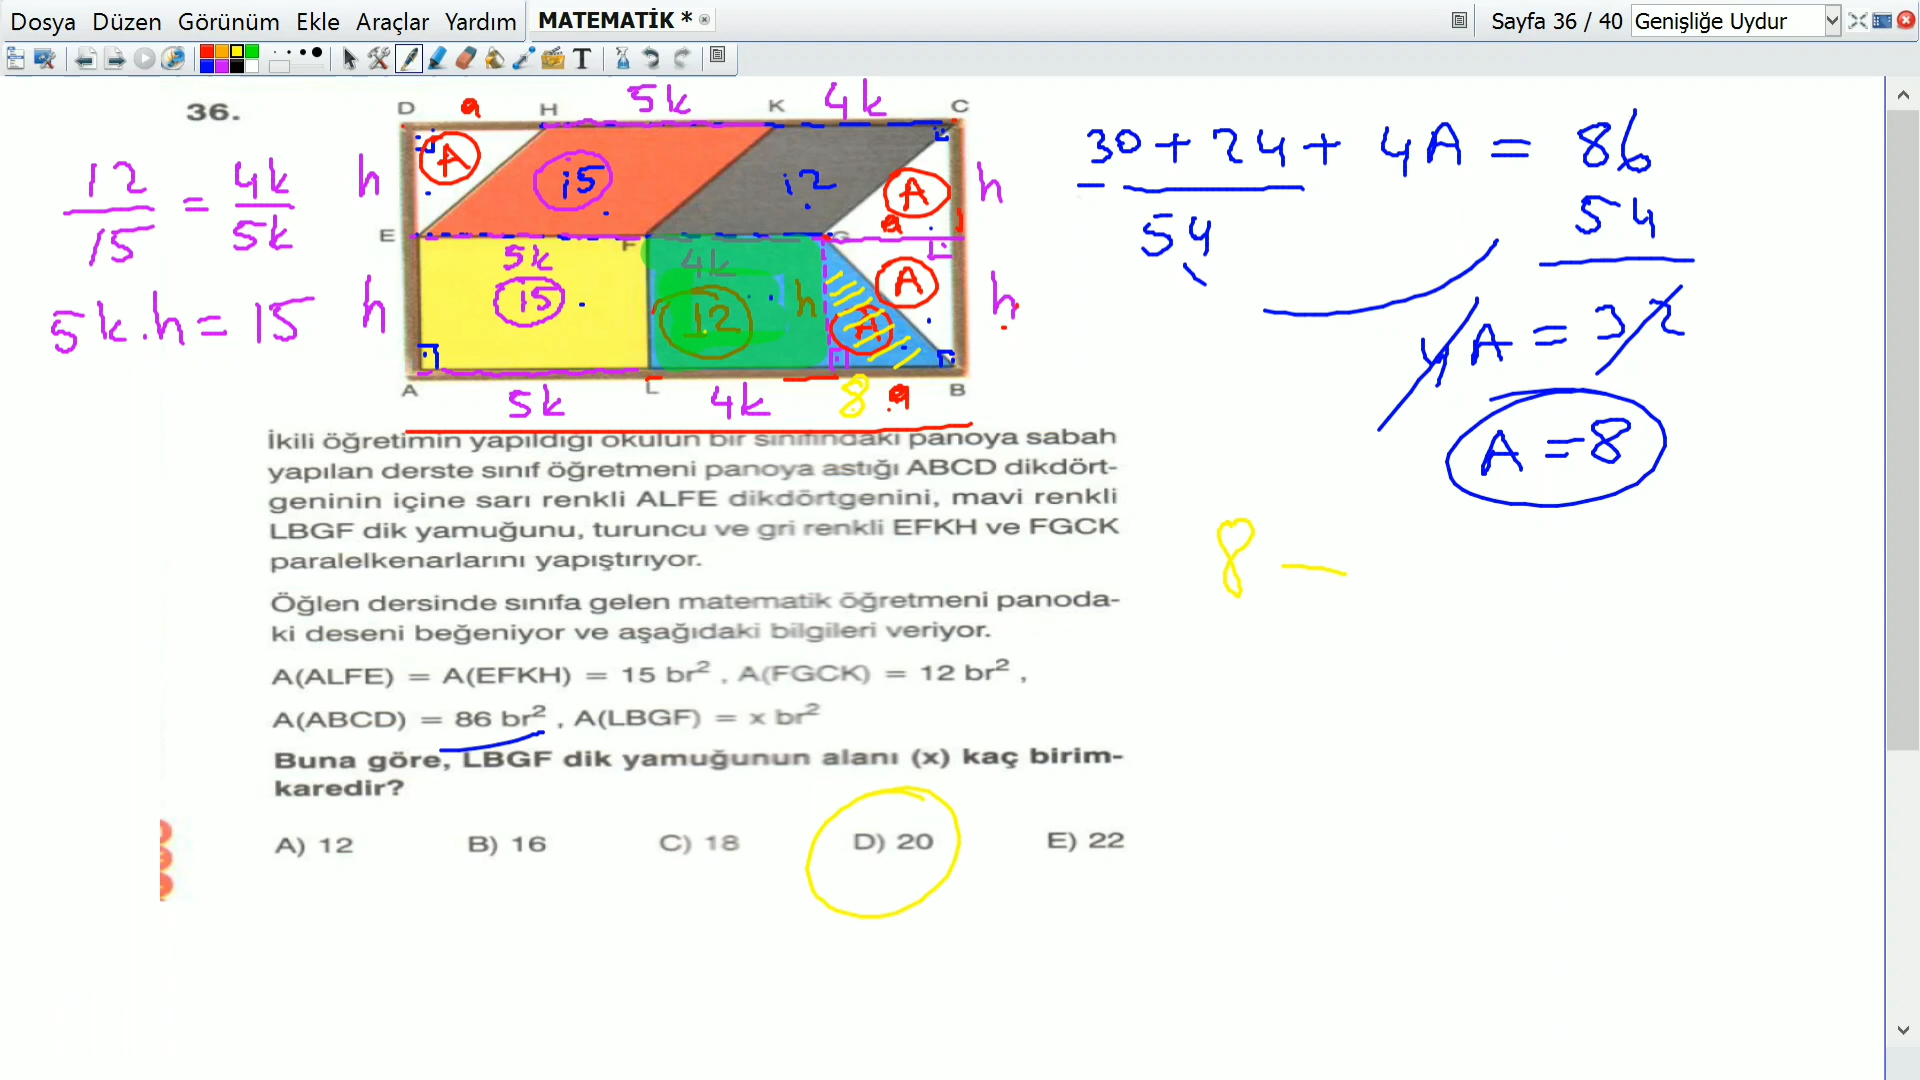 Dosya Düzen Görünüm Ekle Araçlar Yardım MATEMATİK * Sayfa 36 / 40 Genişliğe Uydur
T
36.
D a H 5k K 4k C
A 15 12 A a h
h
12/15 = 4k/5k
E F G
5k 4k
15 12 h A A h
h
5k.h = 15
A L B
5k 4k 8 a
30 + 24 + 4A = 86
54 54
4A = 32
A = 8
8 —
İkili öğretimin yapıldığı okulun bir sınıfındaki panoya sabah
yapılan derste sınıf öğretmeni panoya astığı ABCD dikdört-
geninin içine sarı renkli ALFE dikdörtgenini, mavi renkli
LBGF dik yamuğunu, turuncu ve gri renkli EFKH ve FGCK
paralelkenarlarını yapıştırıyor.
Öğlen dersinde sınıfa gelen matematik öğretmeni panoda-
ki deseni beğeniyor ve aşağıdaki bilgileri veriyor.
A(ALFE) = A(EFKH) = 15 br², A(FGCK) = 12 br²,
A(ABCD) = 86 br², A(LBGF) = x br²
Buna göre, LBGF dik yamuğunun alanı (x) kaç birim-
karedir?
A) 12 B) 16 C) 18 D) 20 E) 22